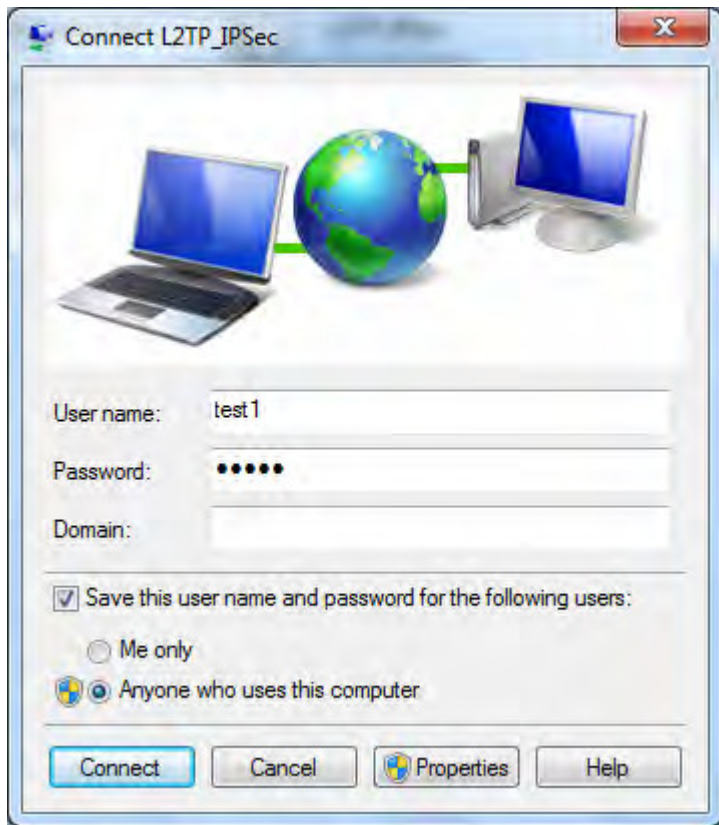 Connect L2TP_IPSec
User name: test1
Password: •••••
Domain:
Save this user name and password for the following users:
Me only
Anyone who uses this computer
Connect Cancel Properties Help